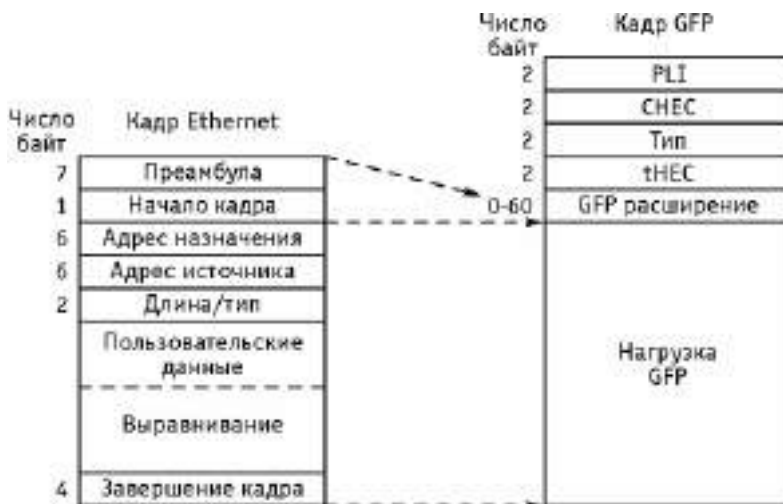 Число
байт
Кадр GFP
2 PLI
2 CHEC
2 Тип
2 tHEC
0-60 GFP расширение
Нагрузка
GFP
Число
байт
Кадр Ethernet
7 Преамбула
1 Начало кадра
6 Адрес назначения
6 Адрес источника
2 Длина/тип
Пользовательские
данные
Выравнивание
4 Завершение кадра